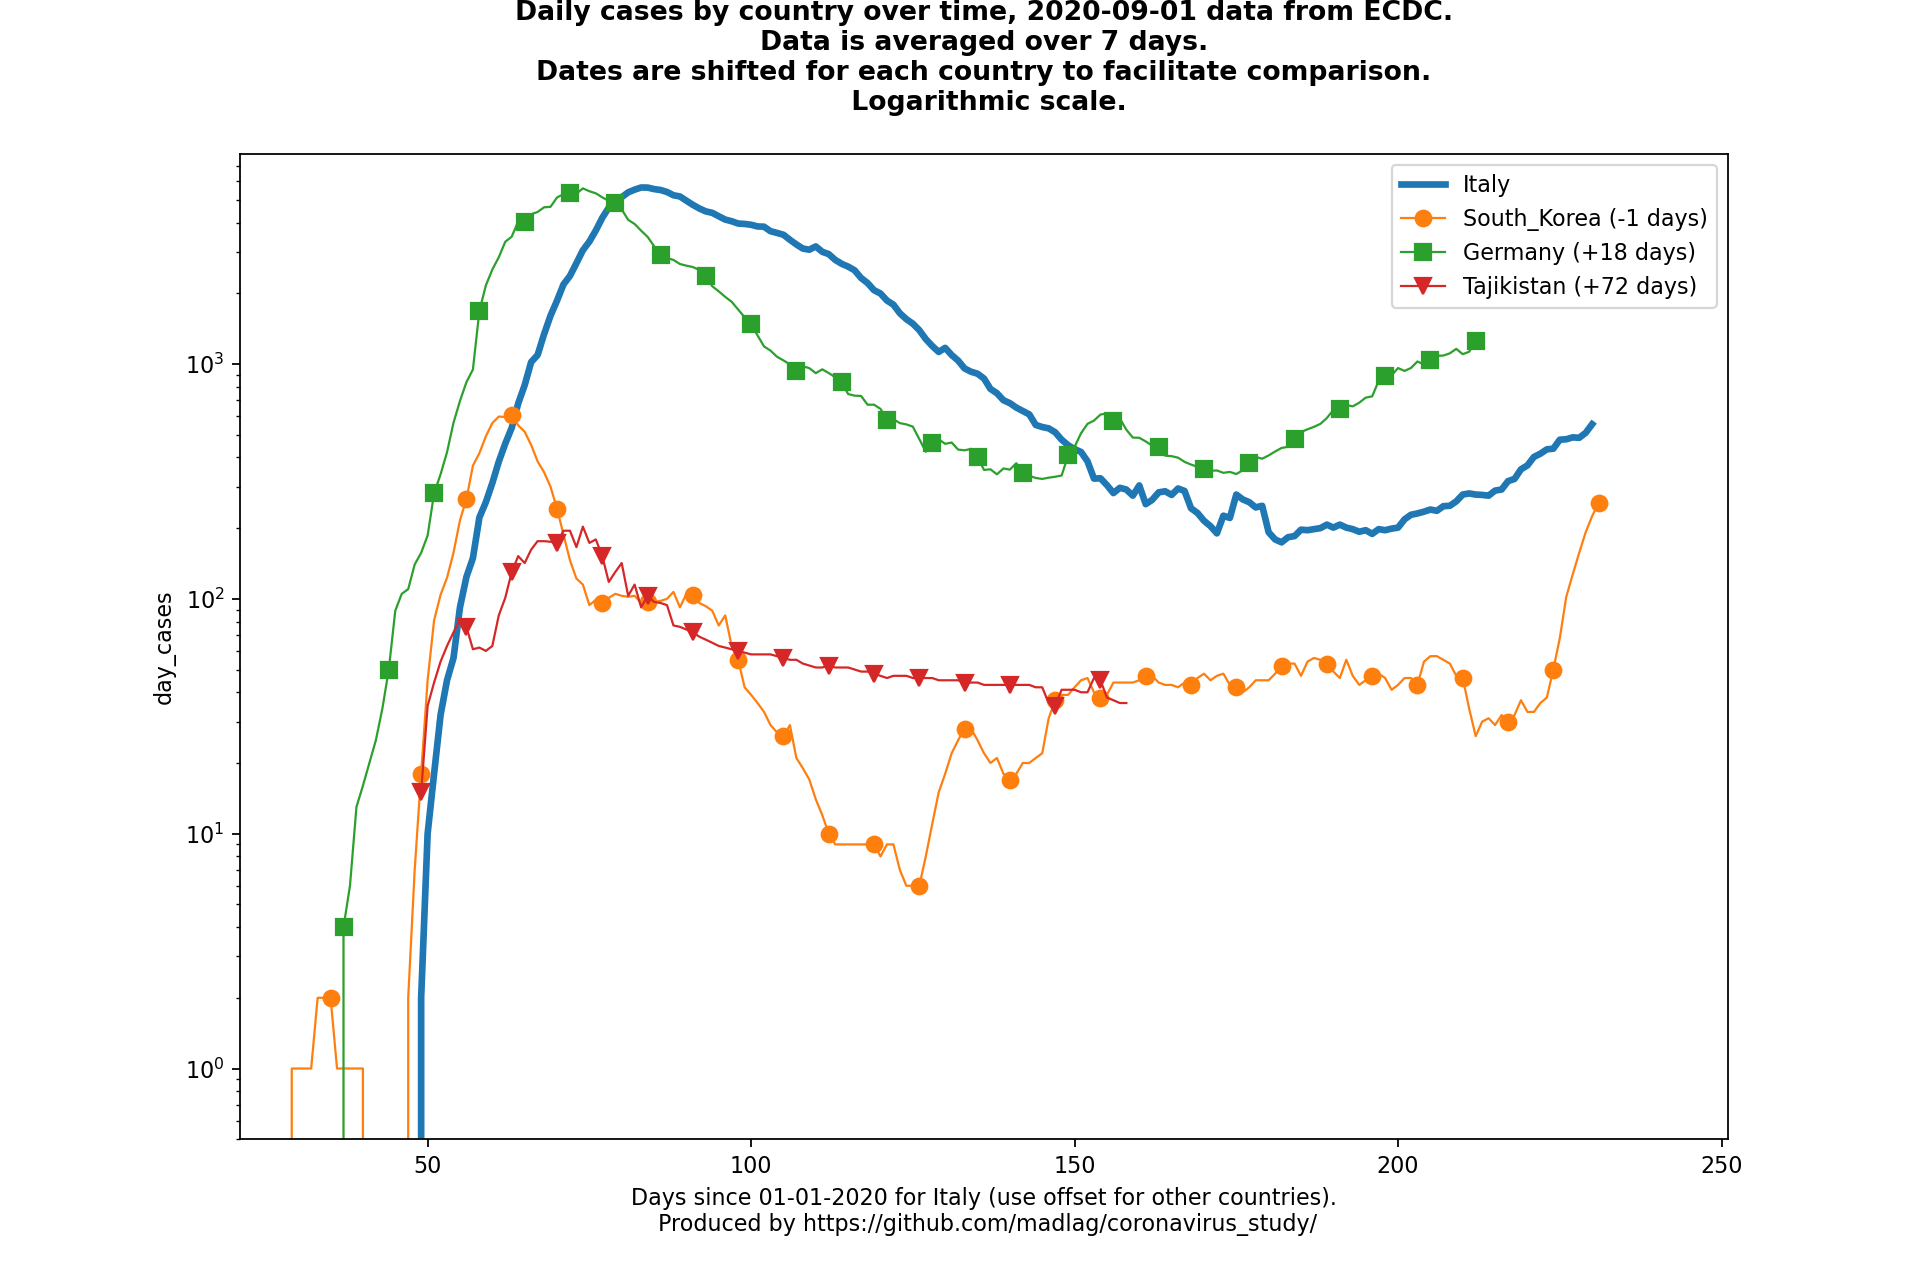 Daily cases by country over time, 2020-09-01 data from ECDC.
Data is averaged over 7 days.
Dates are shifted for each country to facilitate comparison.
Logarithmic scale.
Italy
South_Korea (-1 days)
Germany (+18 days)
Tajikistan (+72 days)
day_cases
10³
10²
10¹
10⁰
50 100 150 200 250
Days since 01-01-2020 for Italy (use offset for other countries).
Produced by https://github.com/madlag/coronavirus_study/